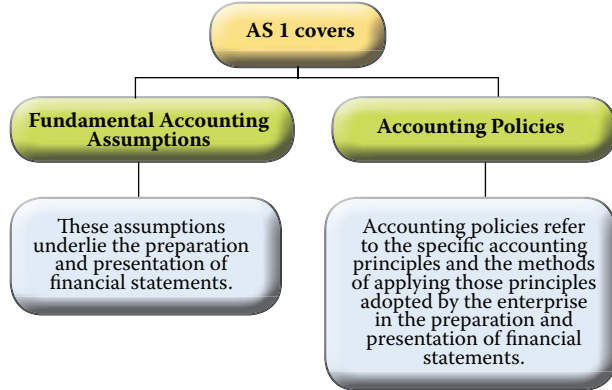 AS 1 covers
Fundamental Accounting
Assumptions
Accounting Policies
These assumptions
underlie the preparation
and presentation of
financial statements.
Accounting policies refer
to the specific accounting
principles and the methods
of applying those principles
adopted by the enterprise
in the preparation and
presentation of financial
statements.